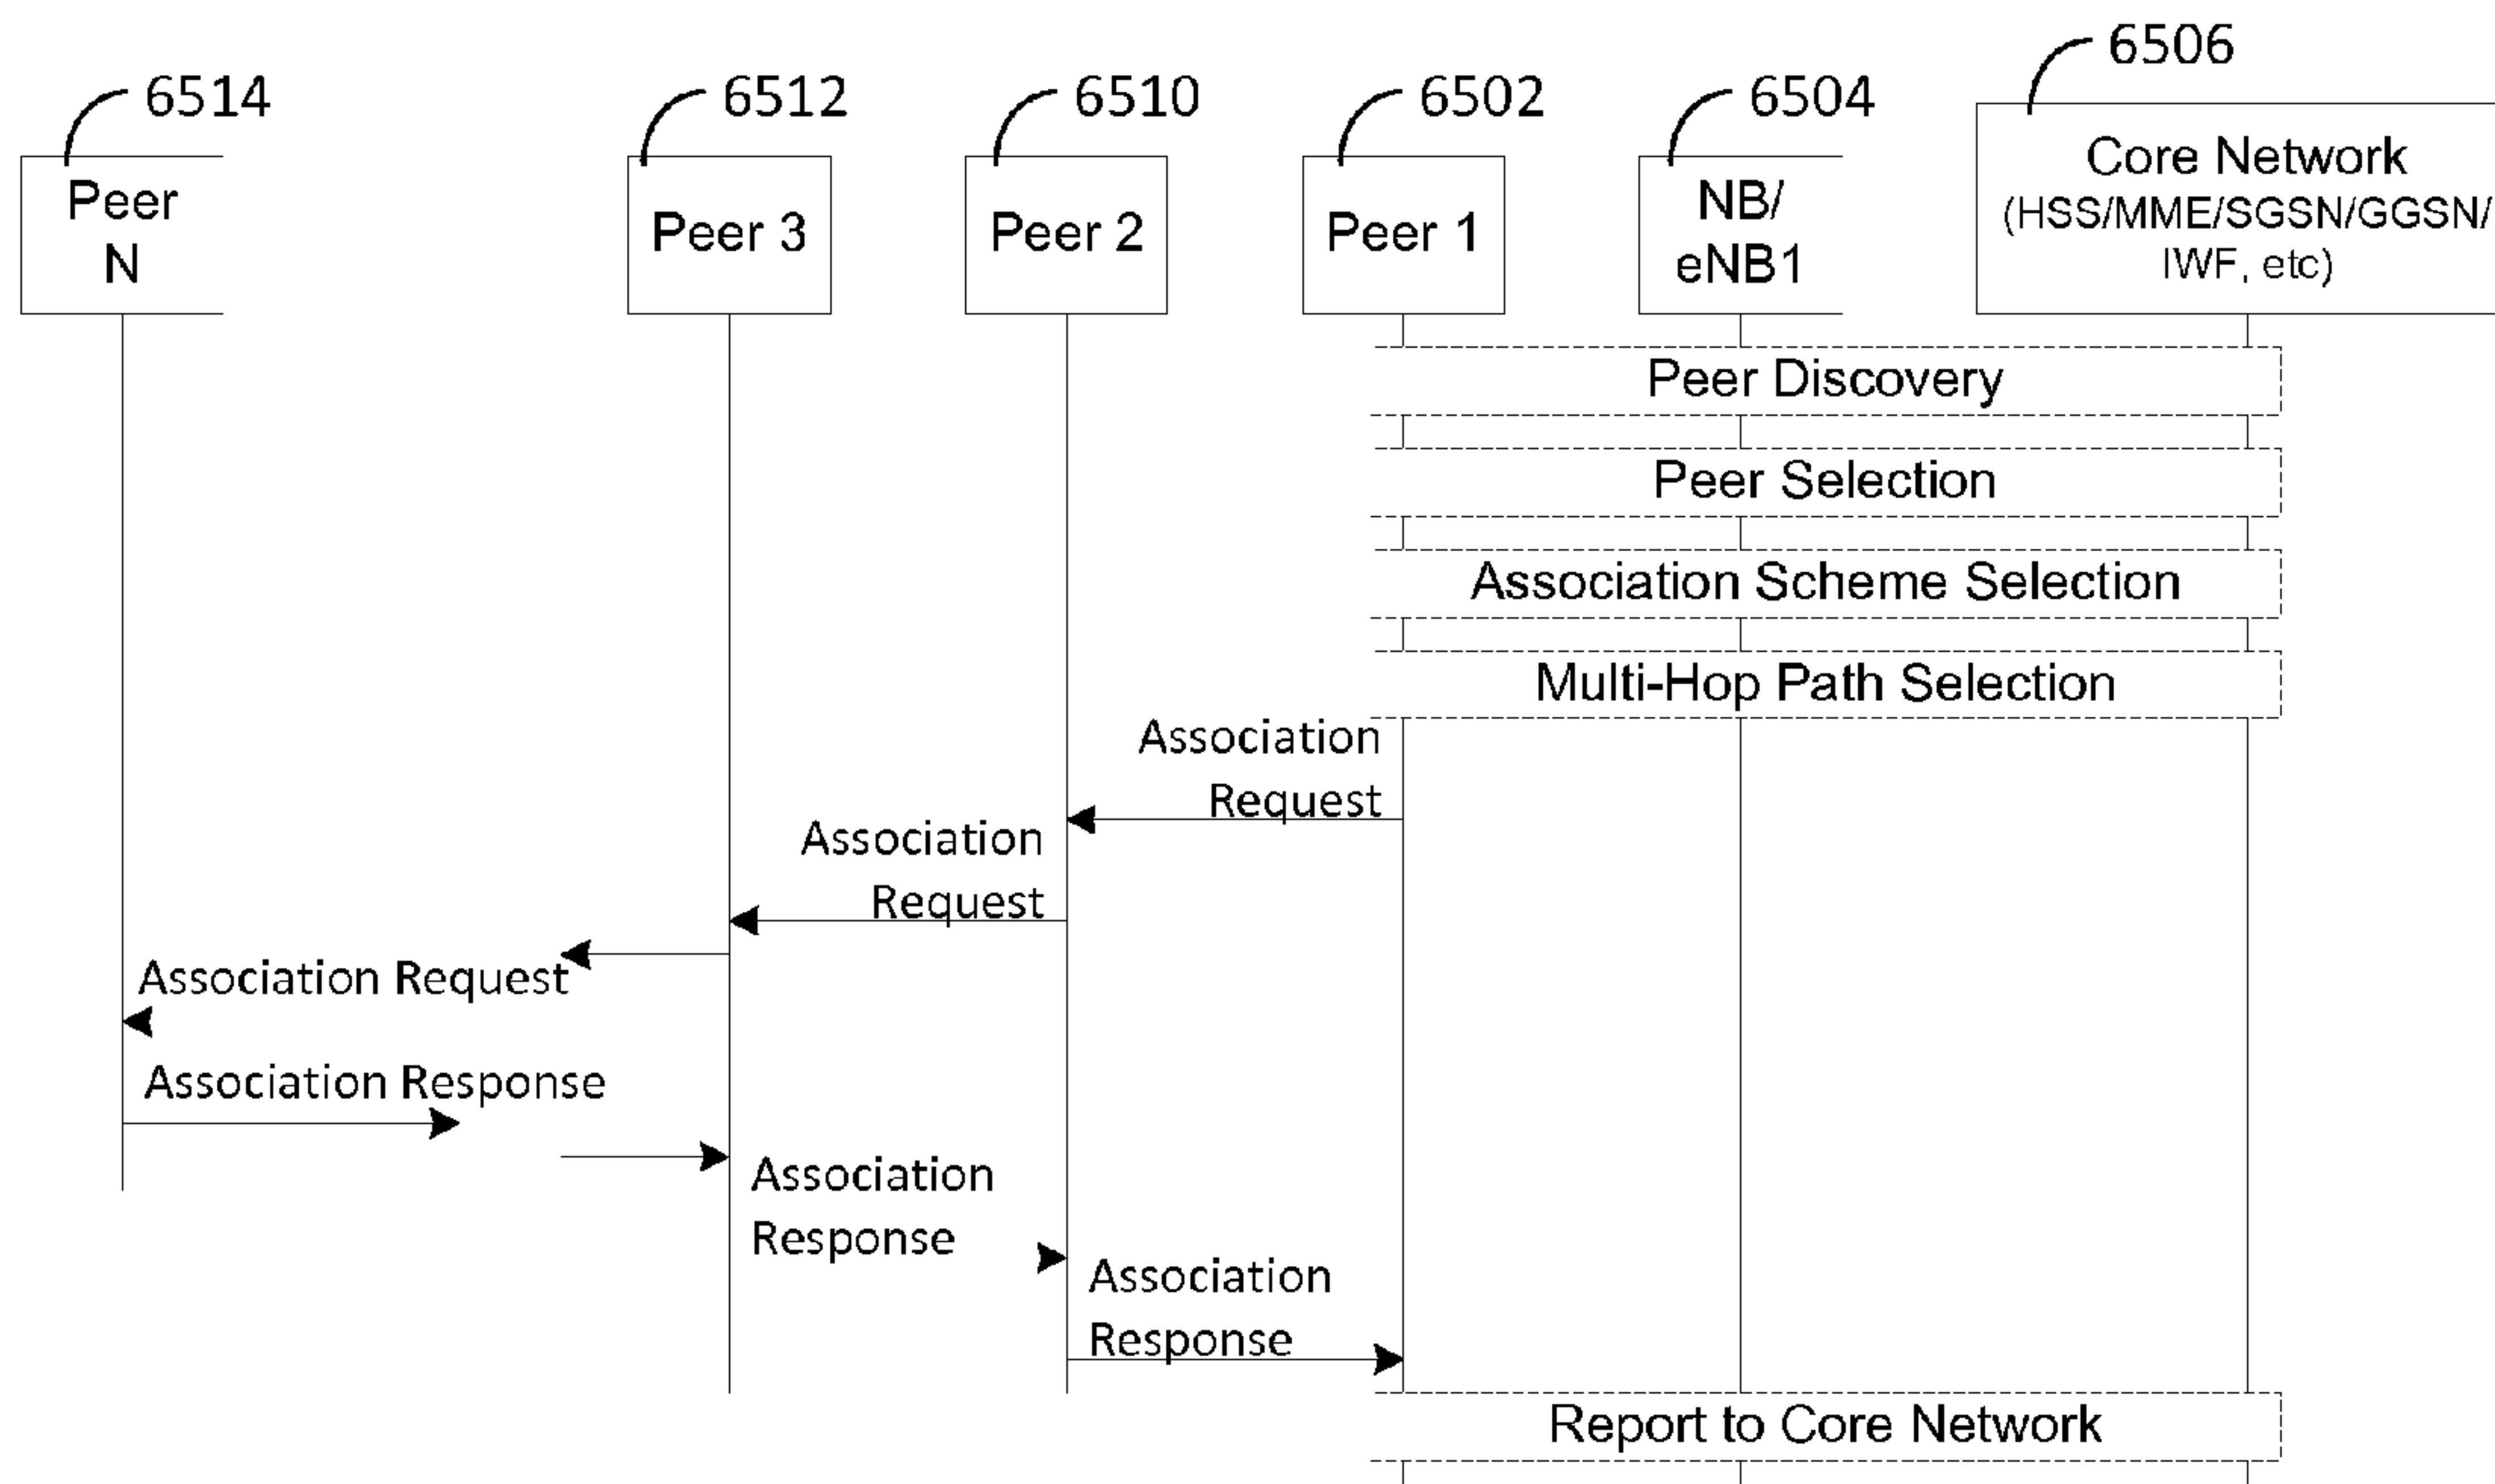 6514
6512
6510
6502
6504
6506
Peer
N
Peer 3
Peer 2
Peer 1
NB/
eNB1
Core Network
(HSS/MME/SGSN/GGSN/
IWF, etc)
Peer Discovery
Peer Selection
Association Scheme Selection
Multi-Hop Path Selection
Association
Request
Association
Request
Association Request
Association Response
Association
Response
Association
Response
Report to Core Network